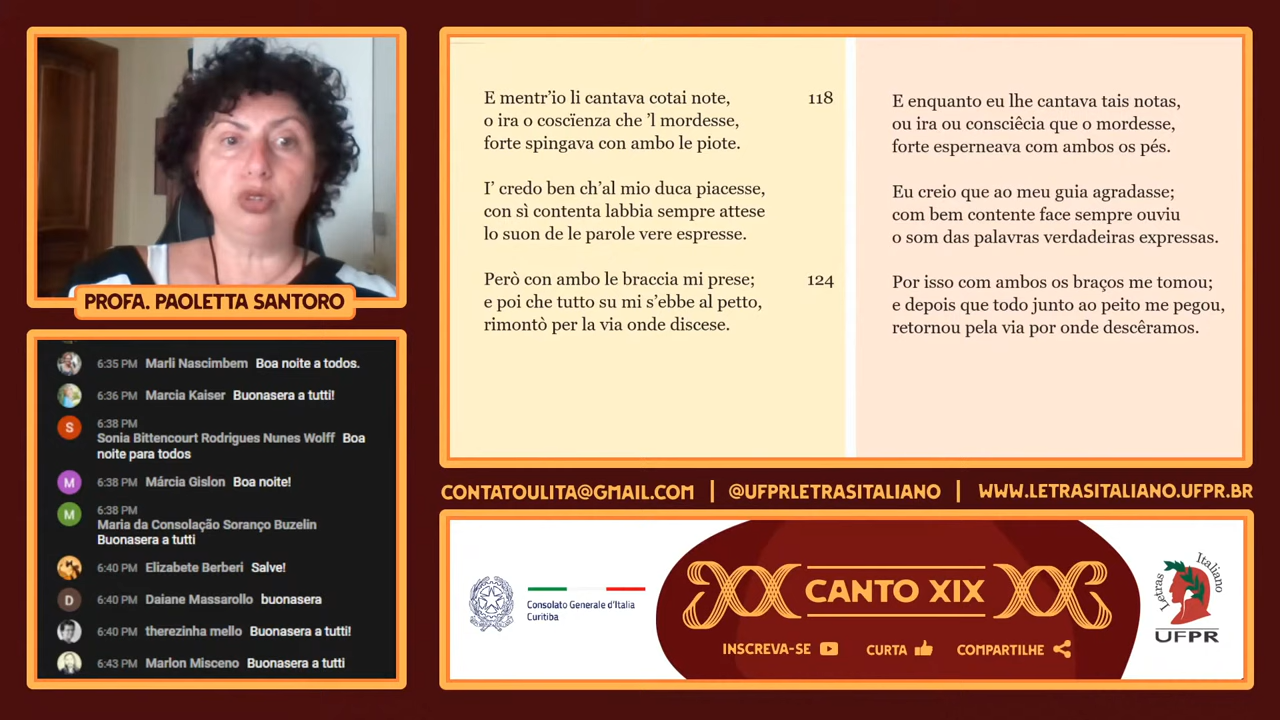 PROFA. PAOLETTA SANTORO
6:35 PM Marli Nascimbem Boa noite a todos.
6:36 PM Marcia Kaiser Buonasera a tutti!
S
6:38 PM
Sonia Bittencourt Rodrigues Nunes Wolff Boa
noite para todos
M
6:38 PM Márcia Gislon Boa noite!
M
6:38 PM
Maria da Consolação Soranço Buzelin
Buonasera a tutti
6:40 PM Elizabete Berberi Salve!
D
6:40 PM Daiane Massarollo buonasera
6:40 PM therezinha mello Buonasera a tutti!
6:43 PM Marlon Misceno Buonasera a tutti
E mentr’io li cantava cotai note, 118
o ira o coscïenza che ’l mordesse,
forte spingava con ambo le piote.
I’ credo ben ch’al mio duca piacesse,
con sì contenta labbia sempre attese
lo suon de le parole vere espresse.
Però con ambo le braccia mi prese; 124
e poi che tutto su mi s’ebbe al petto,
rimontò per la via onde discese.
E enquanto eu lhe cantava tais notas,
ou ira ou consciêcia que o mordesse,
forte esperneava com ambos os pés.
Eu creio que ao meu guia agradasse;
com bem contente face sempre ouviu
o som das palavras verdadeiras expressas.
Por isso com ambos os braços me tomou;
e depois que todo junto ao peito me pegou,
retornou pela via por onde descêramos.
CONTATOULITA@GMAIL.COM | @UFPRLETRASITALIANO | WWW.LETRASITALIANO.UFPR.BR
Consolato Generale d'Italia
Curitiba
CANTO XIX
INSCREVA-SE CURTA COMPARTILHE
Letras Italiano
UFPR